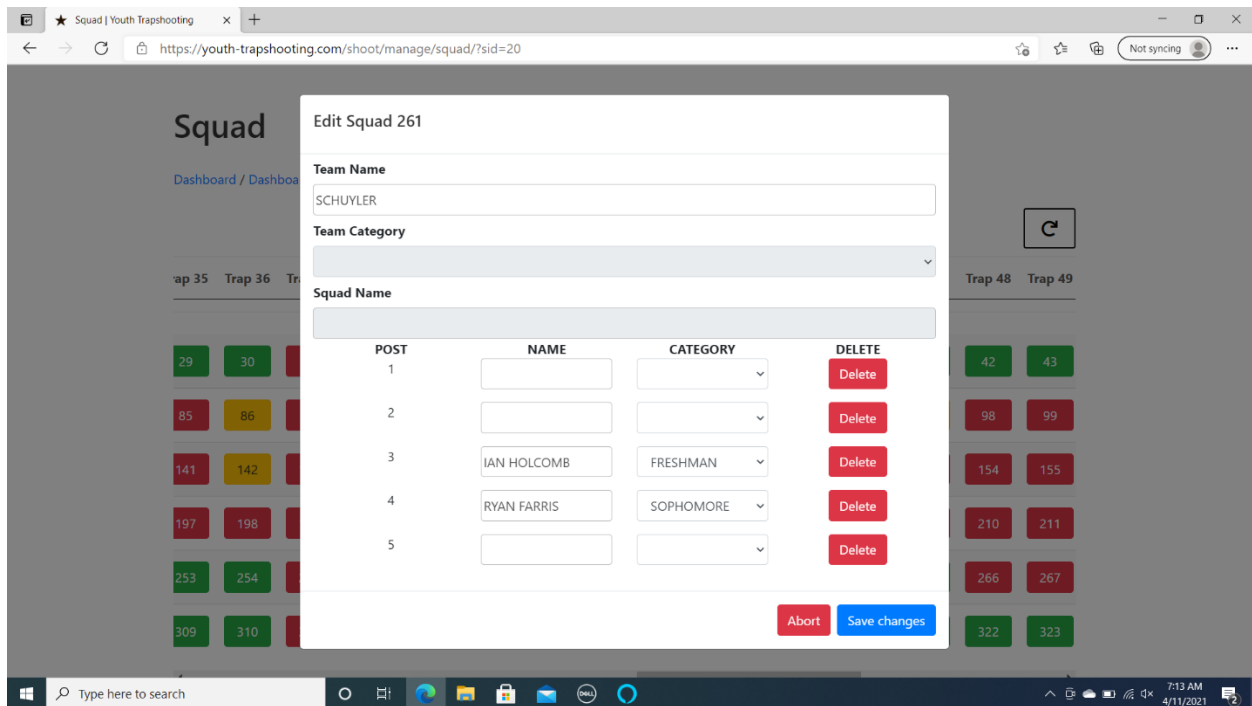 Squad | Youth Trapshooting
https://youth-trapshooting.com/shoot/manage/squad/?sid=20
Not syncing
Squad
Edit Squad 261
Dashboard / Dashboa
Team Name
SCHUYLER
Team Category
Trap 36 Trap 48 Trap 49
Squad Name
POST NAME CATEGORY DELETE
29 30 1 Delete 42 43
85 86 2 Delete 98 99
141 142 3 IAN HOLCOMB FRESHMAN Delete 154 155
197 198 4 RYAN FARRIS SOPHOMORE Delete 210 211
253 254 5 Delete 266 267
309 310 Abort Save changes 322 323
Type here to search
DELL
7:13 AM
4/11/2021
2